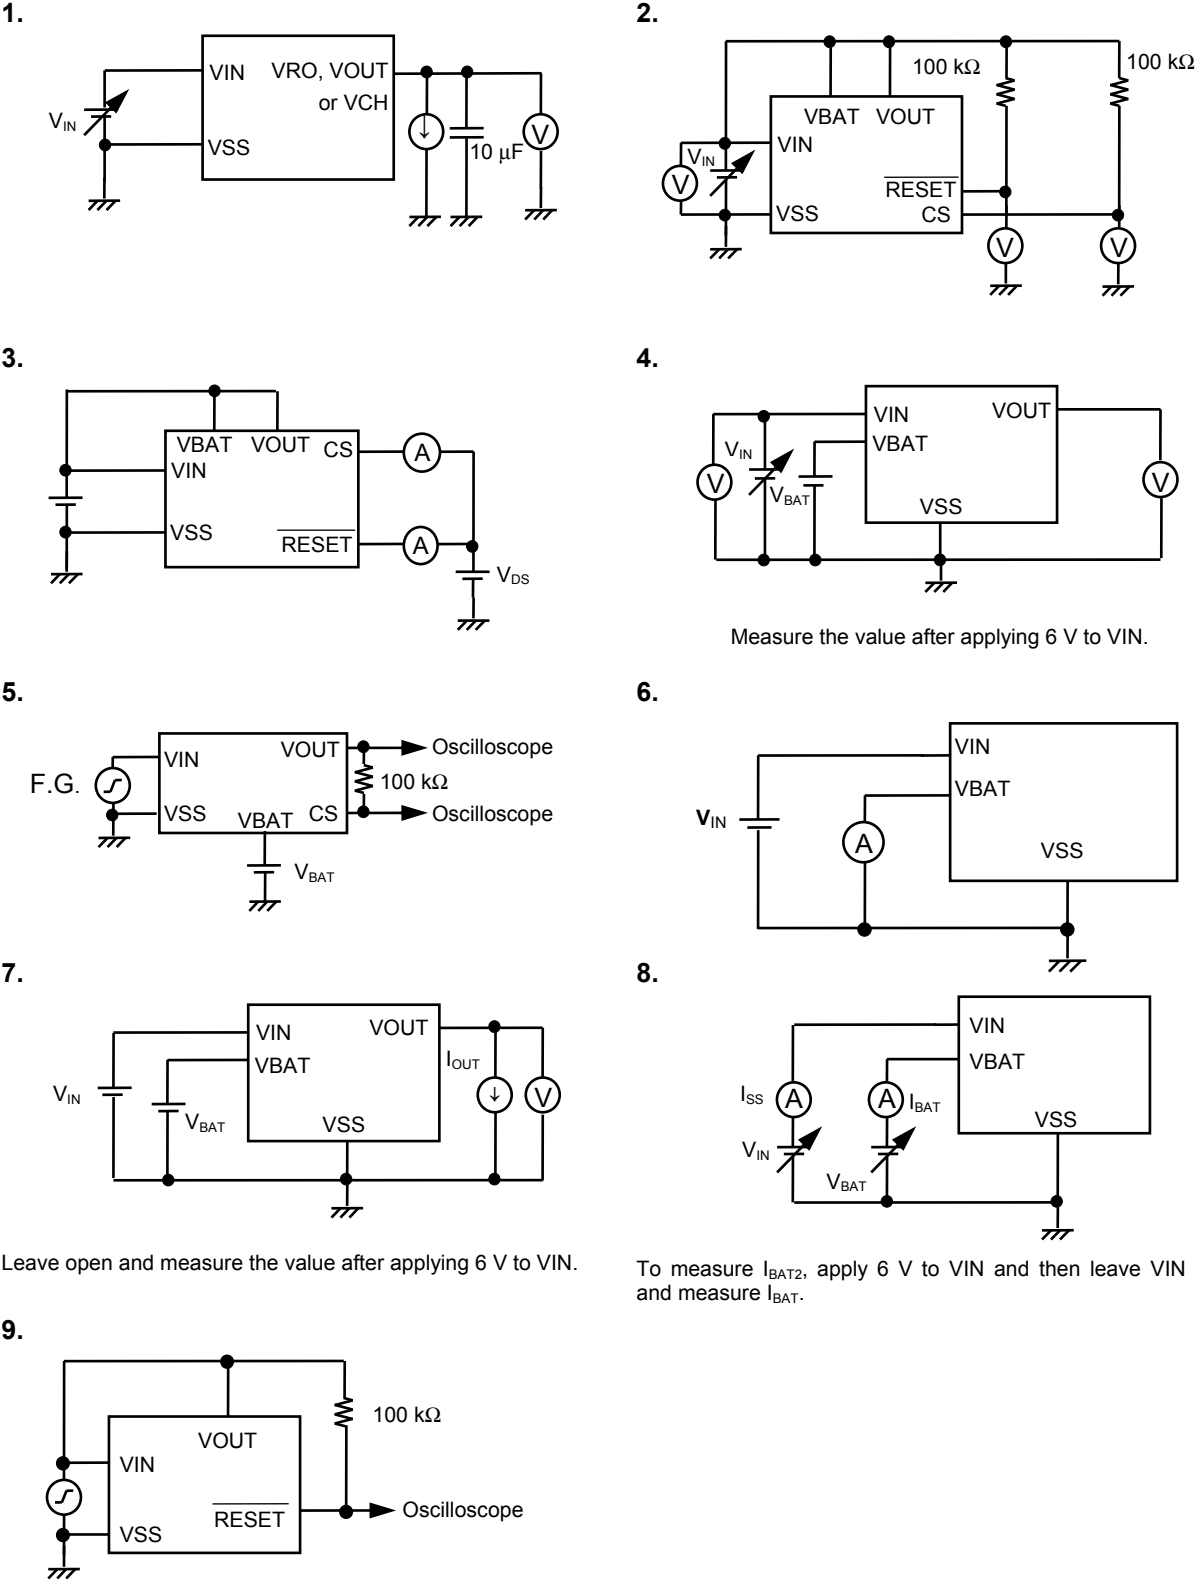 1.
VIN
VRO, VOUT
or VCH
VIN
VSS
10 μF
V
2.
100 kΩ
100 kΩ
VBAT VOUT
VIN
VIN
V
RESET
VSS
CS
V
V
3.
VBAT VOUT CS
A
VIN
VSS
RESET
A
VDS
4.
VIN
VOUT
VIN
VBAT
V
VBAT
V
VSS
Measure the value after applying 6 V to VIN.
5.
VOUT
Oscilloscope
VIN
F.G.
100 kΩ
VSS
VBAT
CS
Oscilloscope
VBAT
6.
VIN
VBAT
VIN
A
VSS
7.
VIN
VOUT
VBAT
IOUT
VIN
V
VBAT
VSS
Leave open and measure the value after applying 6 V to VIN.
8.
VIN
VBAT
ISS
A
A
IBAT
VSS
VIN
VBAT
To measure IBAT2, apply 6 V to VIN and then leave VIN
and measure IBAT.
9.
100 kΩ
VOUT
VIN
RESET
Oscilloscope
VSS